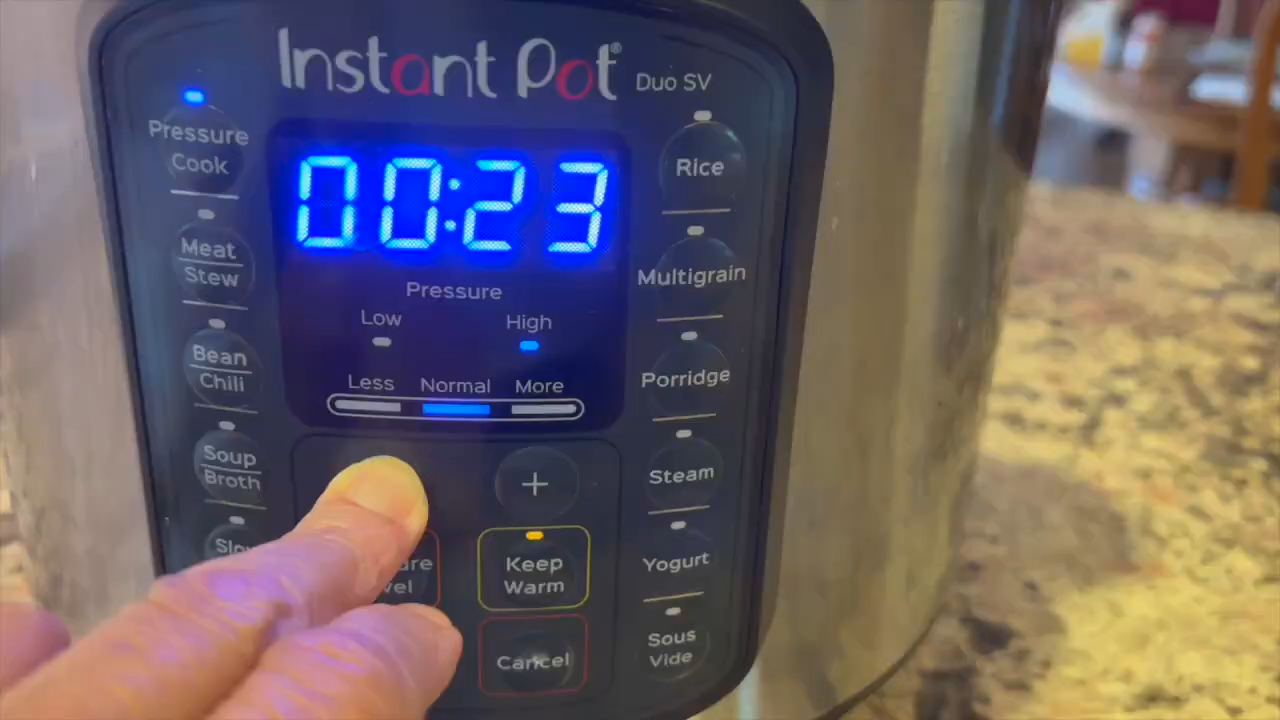 Instant Pot® Duo SV
Pressure
Cook
00:23
Rice
Meat
Stew
Pressure
Multigrain
Low
High
Bean
Chili
Less
Normal
More
Porridge
Soup
Broth
+
Steam
Keep
Warm
Yogurt
Cancel
Sous
Vide